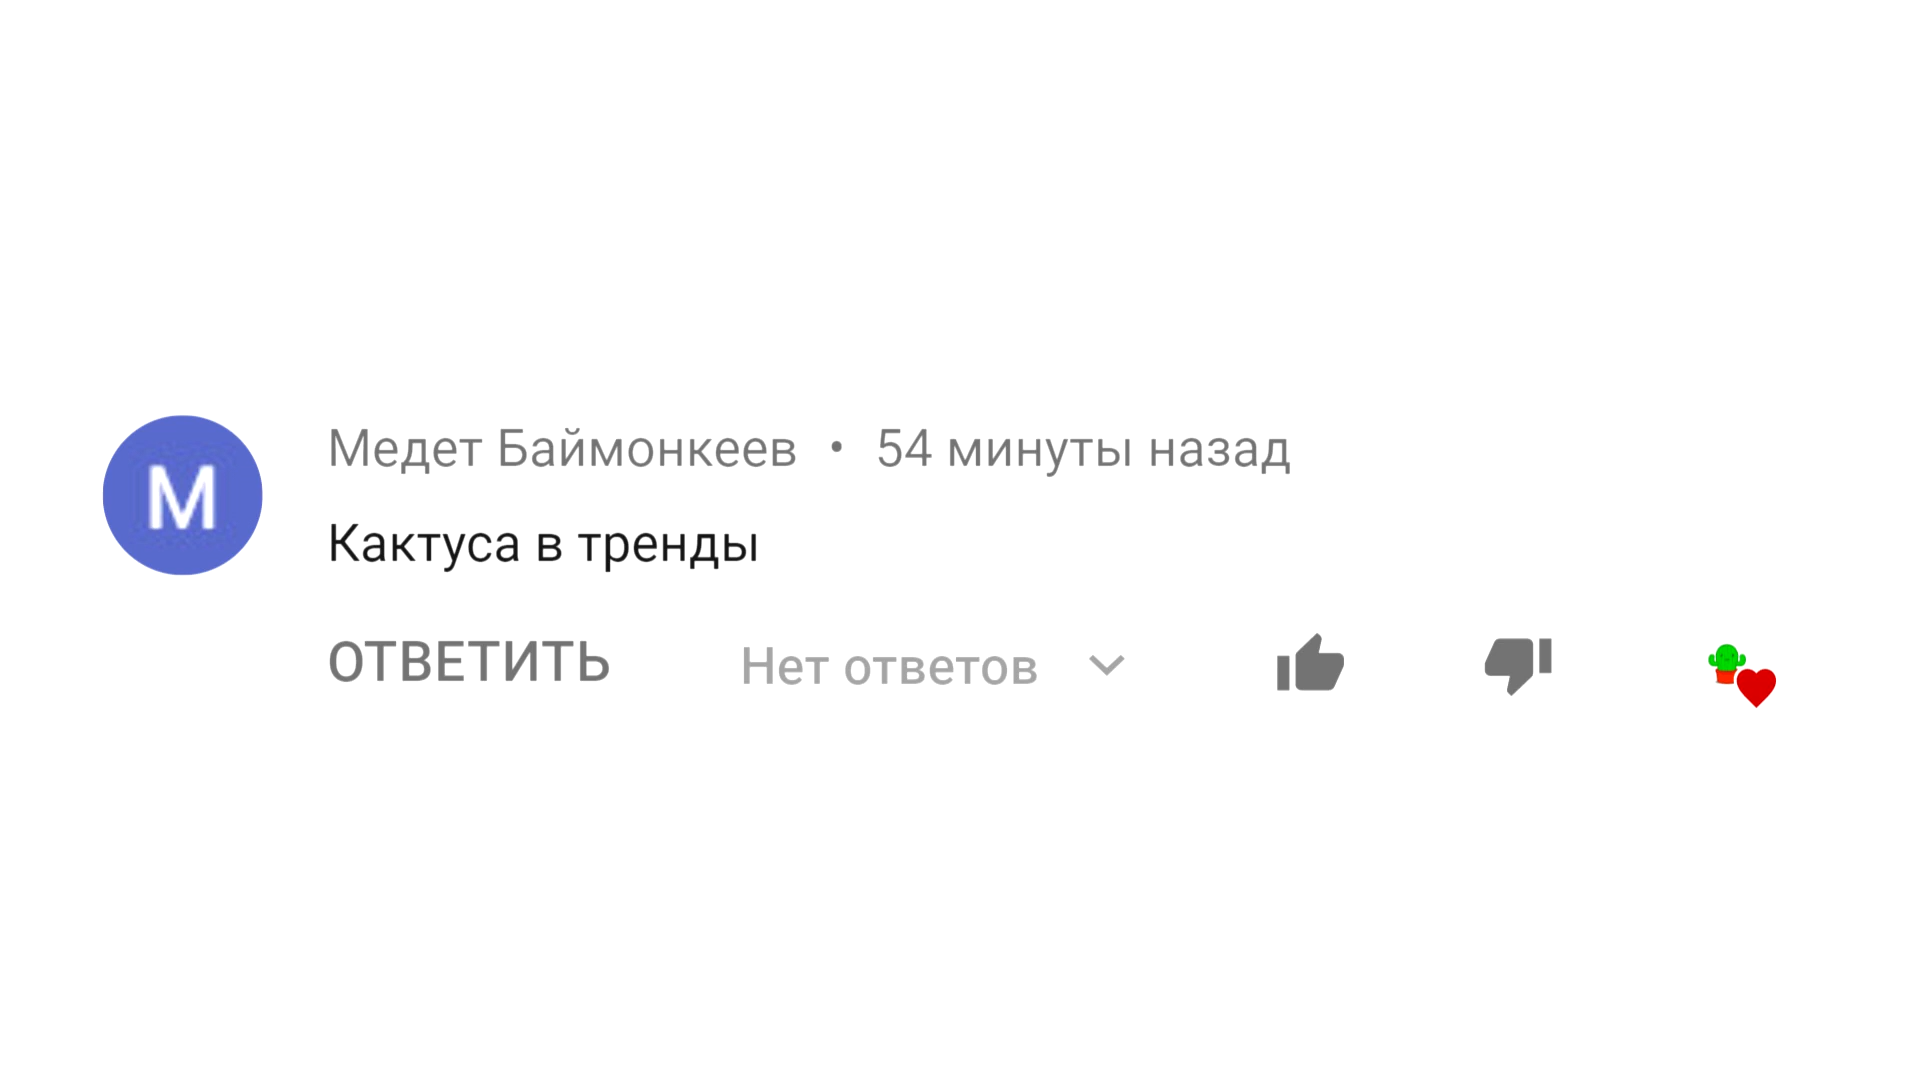 М
Медет Баймонкеев • 54 минуты назад
Кактуса в тренды
ОТВЕТИТЬ Нет ответов